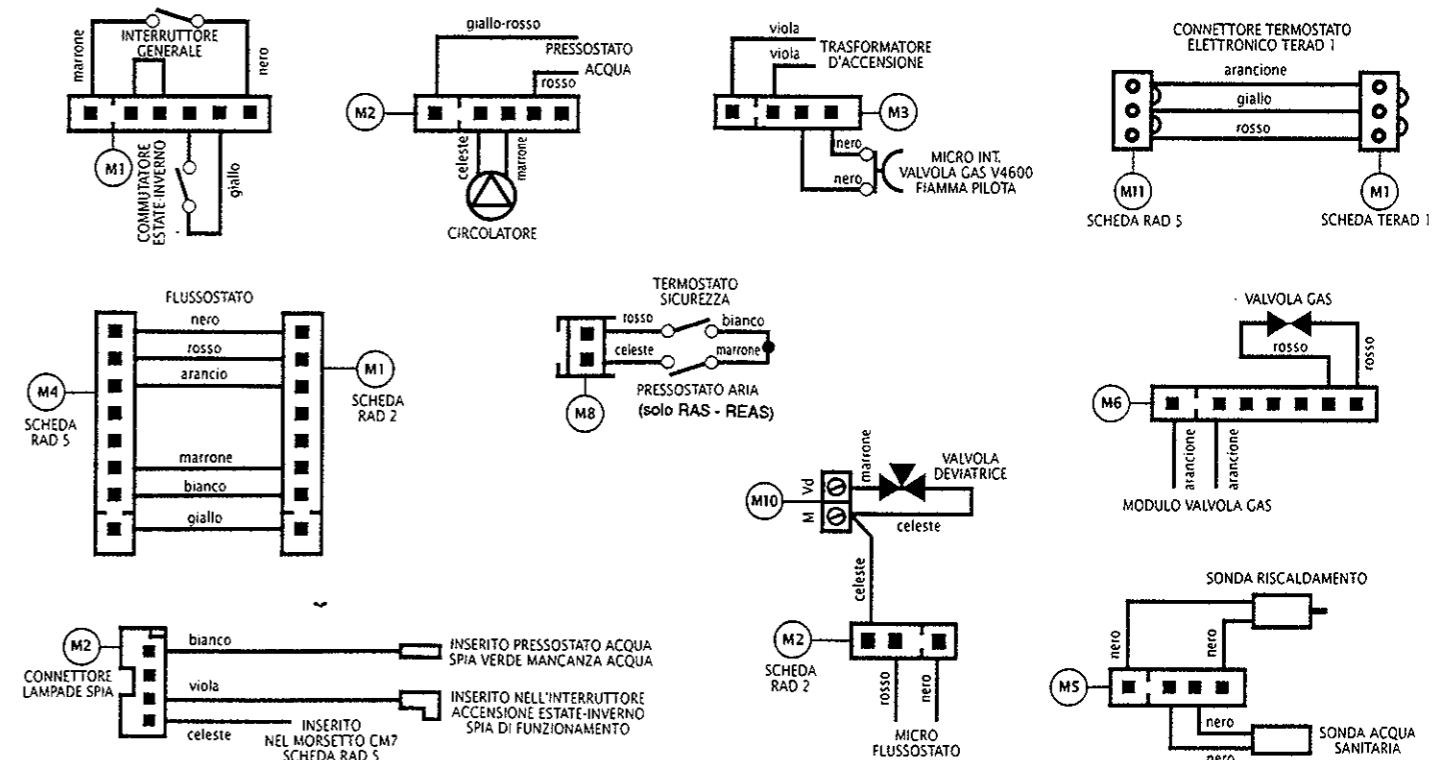 marrone
INTERRUTTORE
GENERALE
nero
M1
COMMUTATORE
ESTATE-INVERNO
giallo
giallo-rosso
PRESSOSTATO
ACQUA
rosso
M2
celeste
marrone
CIRCOLATORE
viola
viola
TRASFORMATORE
D'ACCENSIONE
M3
nero
nero
MICRO INT.
VALVOLA GAS V4600
FIAMMA PILOTA
CONNETTORE TERMOSTATO
ELETTRONICO TERAD 1
arancione
giallo
rosso
M11
SCHEDA RAD 5
M1
SCHEDA TERAD 1
FLUSSOSTATO
nero
rosso
arancio
marrone
bianco
giallo
M4
SCHEDA
RAD 5
M1
SCHEDA
RAD 2
TERMOSTATO
SICUREZZA
rosso
bianco
celeste
marrone
PRESSOSTATO ARIA
(solo RAS - REAS)
M8
VALVOLA GAS
rosso
rosso
M6
arancione
arancione
MODULO VALVOLA GAS
M10
Vd
M
marrone
VALVOLA
DEVIATRICE
celeste
celeste
M2
SCHEDA
RAD 2
rosso
nero
MICRO
FLUSSOSTATO
SONDA RISCALDAMENTO
nero
nero
M5
nero
nero
SONDA ACQUA
SANITARIA
M2
CONNETTORE
LAMPADE SPIA
bianco
INSERITO PRESSOSTATO ACQUA
SPIA VERDE MANCANZA ACQUA
viola
INSERITO NELL'INTERRUTTORE
ACCENSIONE ESTATE-INVERNO
SPIA DI FUNZIONAMENTO
celeste
INSERITO
NEL MORSETTO CM7
SCHEDA RAD 5